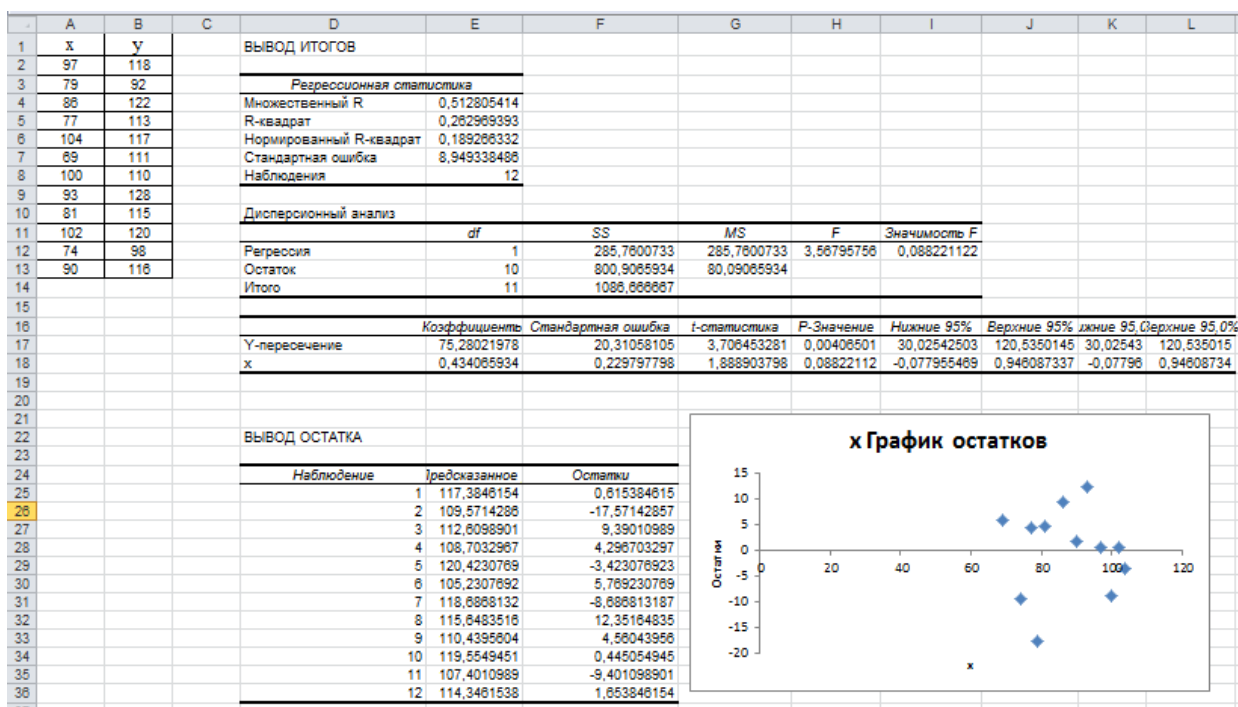 A B C D E F G H I J K L
1 x y ВЫВОД ИТОГОВ
2 97 118
3 79 92 Регрессионная статистика
4 86 122 Множественный R 0,512805414
5 77 113 R-квадрат 0,262969393
6 104 117 Нормированный R-квадрат 0,189266332
7 69 111 Стандартная ошибка 8,949338486
8 100 110 Наблюдения 12
9 93 128
10 81 115 Дисперсионный анализ
11 102 120 df SS MS F Значимость F
12 74 98 Регрессия 1 285,7600733 285,7600733 3,56795756 0,088221122
13 90 116 Остаток 10 800,9065934 80,09065934
14 Итого 11 1086,666667
15
16 Коэффициенты Стандартная ошибка t-статистика P-Значение Нижние 95% Верхние 95% ижние 95,0 Верхние 95,0%
17 Y-пересечение 75,28021978 20,31058105 3,706453281 0,00406501 30,02542503 120,5350145 30,02543 120,535015
18 x 0,434065934 0,229797798 1,888903798 0,08822112 -0,077955469 0,946087337 -0,07796 0,94608734
19
20
21
22 ВЫВОД ОСТАТКА
23
24 Наблюдение Предсказанное Остатки
25 1 117,3846154 0,615384615
26 2 109,5714286 -17,57142857
27 3 112,6098901 9,39010989
28 4 108,7032967 4,296703297
29 5 120,4230769 -3,423076923
30 6 105,2307692 5,769230769
31 7 118,6868132 -8,686813187
32 8 115,6483516 12,35164835
33 9 110,4395604 4,56043956
34 10 119,5549451 0,445054945
35 11 107,4010989 -9,401098901
36 12 114,3461538 1,653846154
x График остатков
15
10
5
0
-5
-10
-15
-20
0 20 40 60 80 100 120
Остатки
x